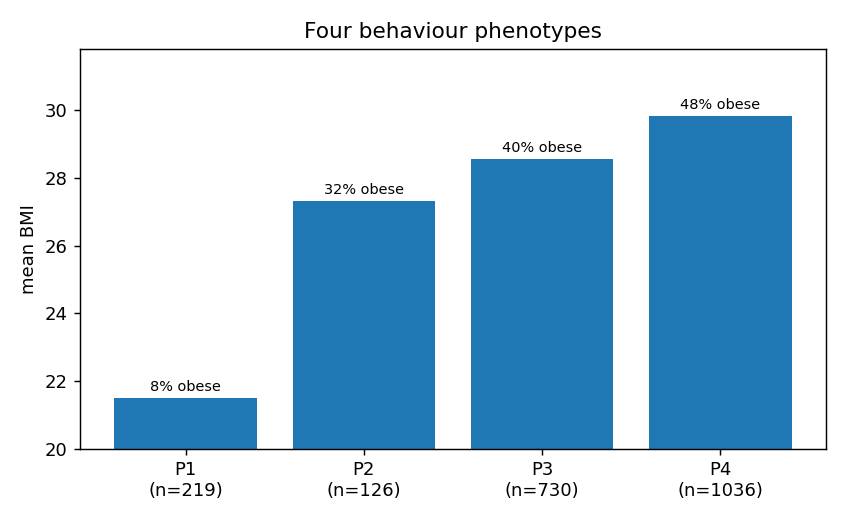 Four behaviour phenotypes
mean BMI
30
28
26
24
22
20
8% obese
32% obese
40% obese
48% obese
P1
(n=219)
P2
(n=126)
P3
(n=730)
P4
(n=1036)